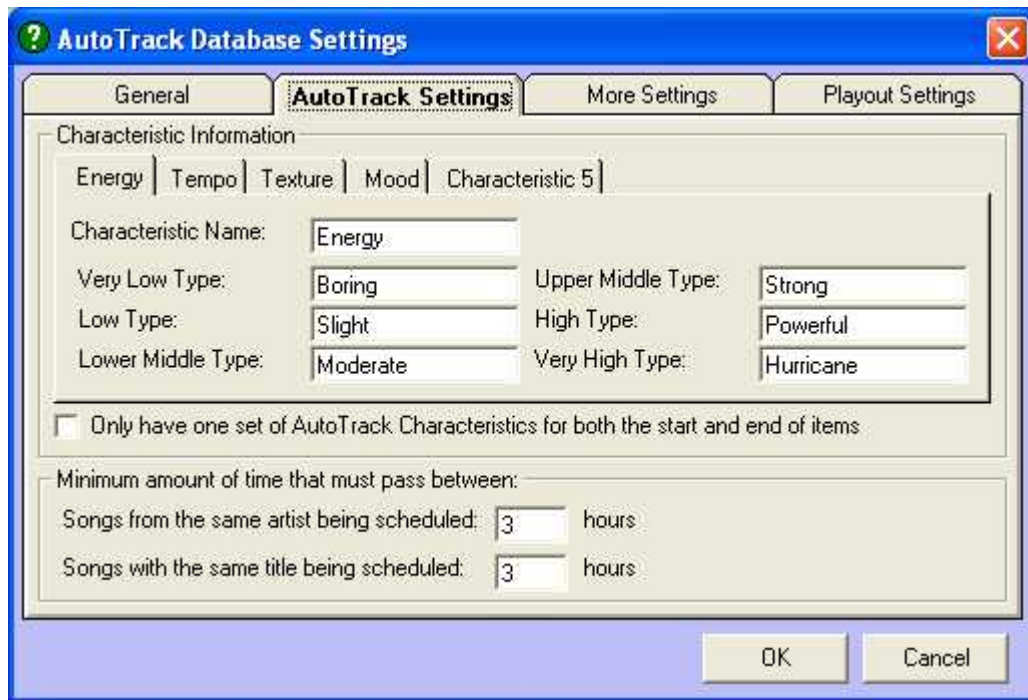 AutoTrack Database Settings
General AutoTrack Settings More Settings Playout Settings
Characteristic Information
Energy Tempo Texture Mood Characteristic 5
Characteristic Name: Energy
Very Low Type: Boring Upper Middle Type: Strong
Low Type: Slight High Type: Powerful
Lower Middle Type: Moderate Very High Type: Hurricane
Only have one set of AutoTrack Characteristics for both the start and end of items
Minimum amount of time that must pass between:
Songs from the same artist being scheduled: 3 hours
Songs with the same title being scheduled: 3 hours
OK Cancel